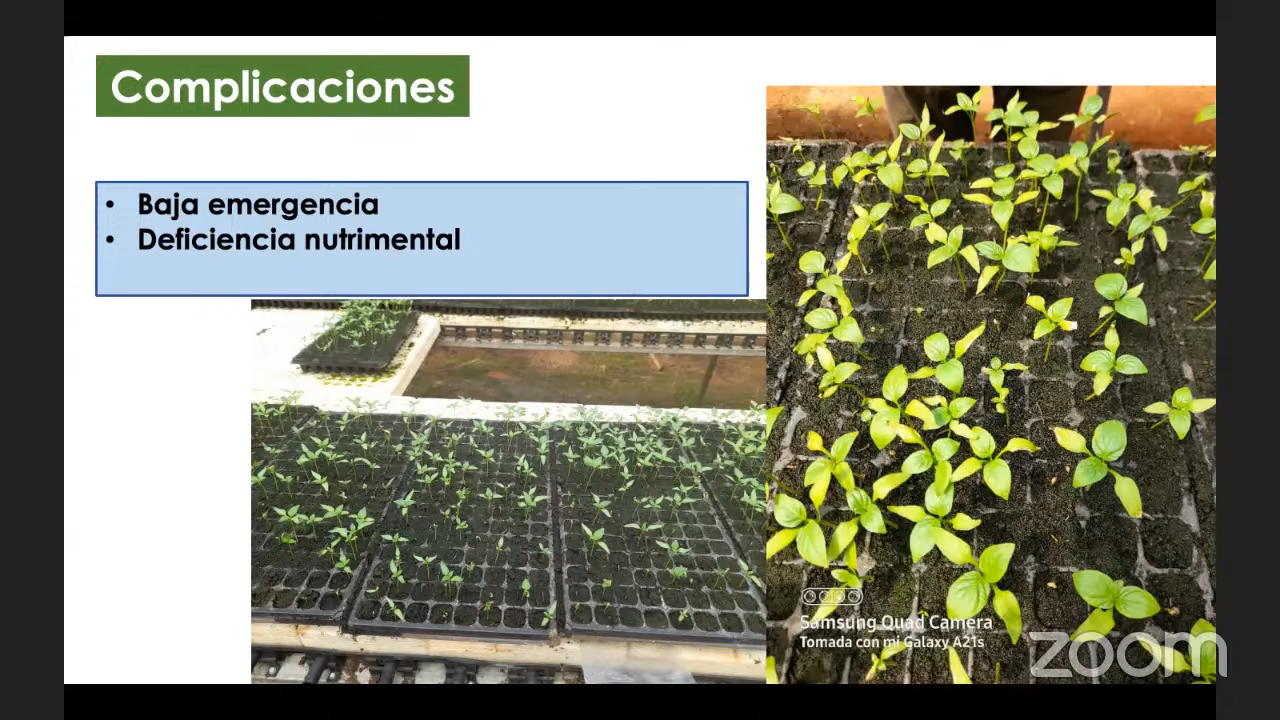 Complicaciones
• Baja emergencia
• Deficiencia nutrimental
Samsung Quad Camera
Tomada con mi Galaxy A21s
zoom